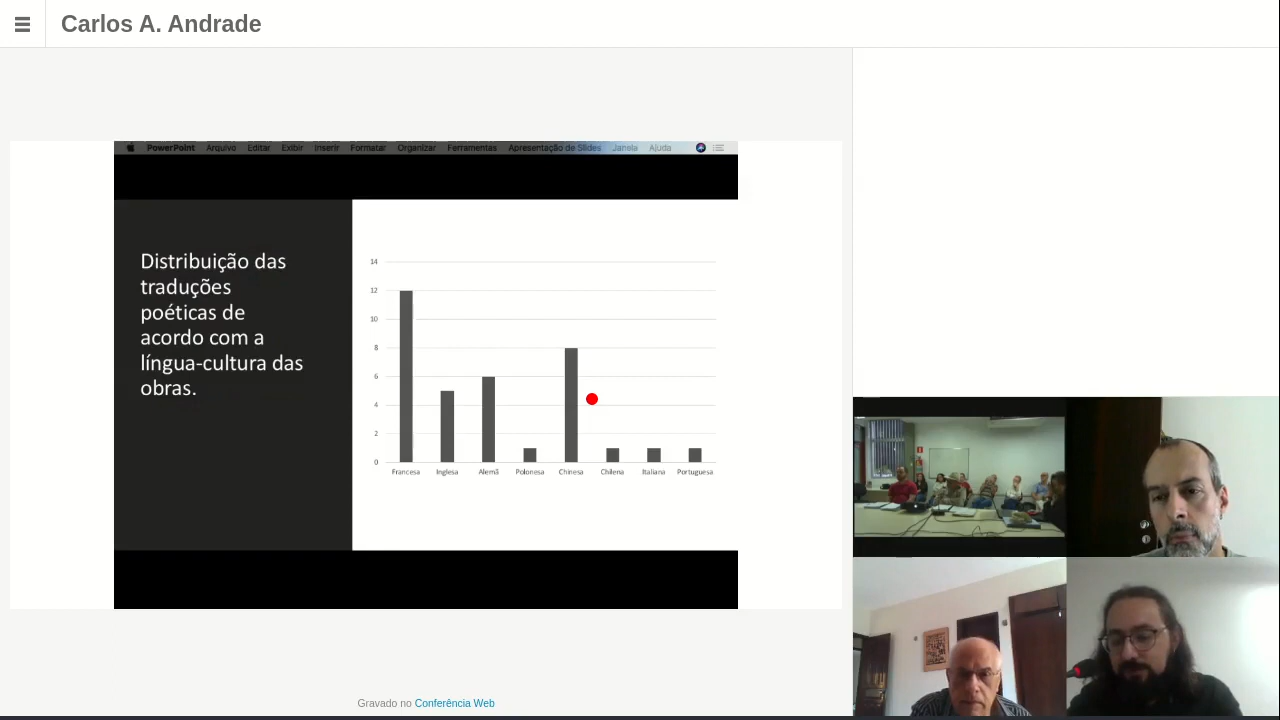 Carlos A. Andrade
PowerPoint Arquivo Editar Exibir Inserir Formatar Organizar Ferramentas Apresentação de Slides Janela Ajuda
Distribuição das
traduções
poéticas de
acordo com a
língua-cultura das
obras.
14
12
10
8
6
4
2
0
Francesa Inglesa Alemã Polonesa Chinesa Chilena Italiana Portuguesa
Gravado no Conferência Web